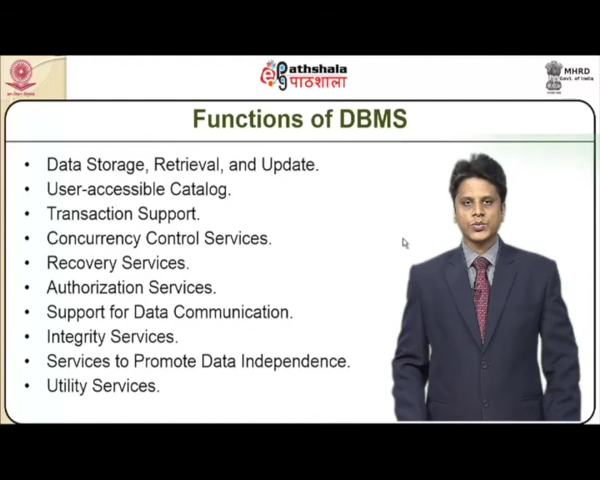 Pathshala
पाठशाला
MHRD
Govt. of India
Functions of DBMS
• Data Storage, Retrieval, and Update.
• User-accessible Catalog.
• Transaction Support.
• Concurrency Control Services.
• Recovery Services.
• Authorization Services.
• Support for Data Communication.
• Integrity Services.
• Services to Promote Data Independence.
• Utility Services.